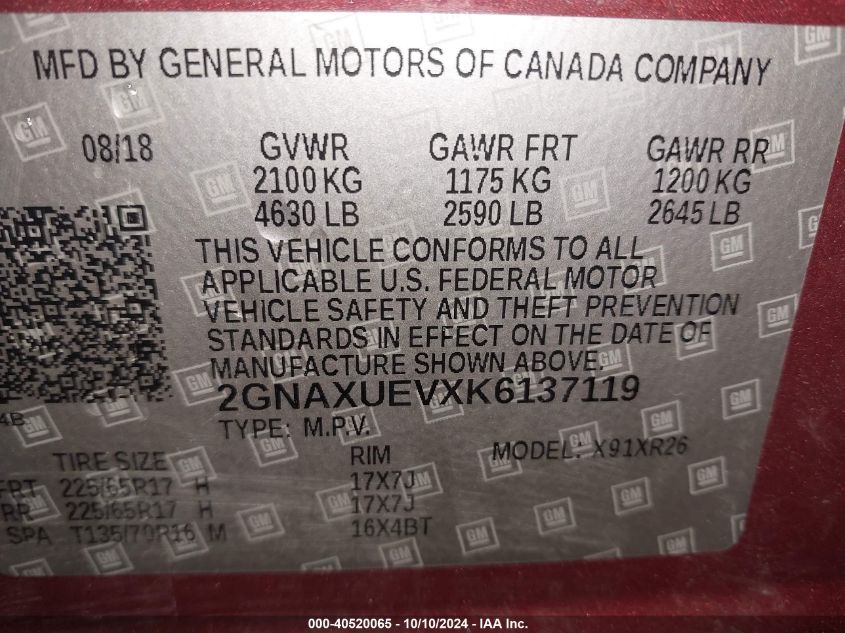 MFD BY GENERAL MOTORS OF CANADA COMPANY
08/18 GVWR GAWR FRT GAWR RR
2100 KG 1175 KG 1200 KG
4630 LB 2590 LB 2645 LB
THIS VEHICLE CONFORMS TO ALL
APPLICABLE U.S. FEDERAL MOTOR
VEHICLE SAFETY AND THEFT PREVENTION
STANDARDS IN EFFECT ON THE DATE OF
MANUFACTURE SHOWN ABOVE.
2GNAXUEVXK6137119
4B
TYPE: M.P.V. MODEL: X91XR26
TIRE SIZE RIM
FRT 225/65R17 H 17X7J
RR 225/65R17 H 17X7J
SPA T135/70R16 M 16X4BT
GM
000-40520065 - 10/10/2024 - IAA Inc.